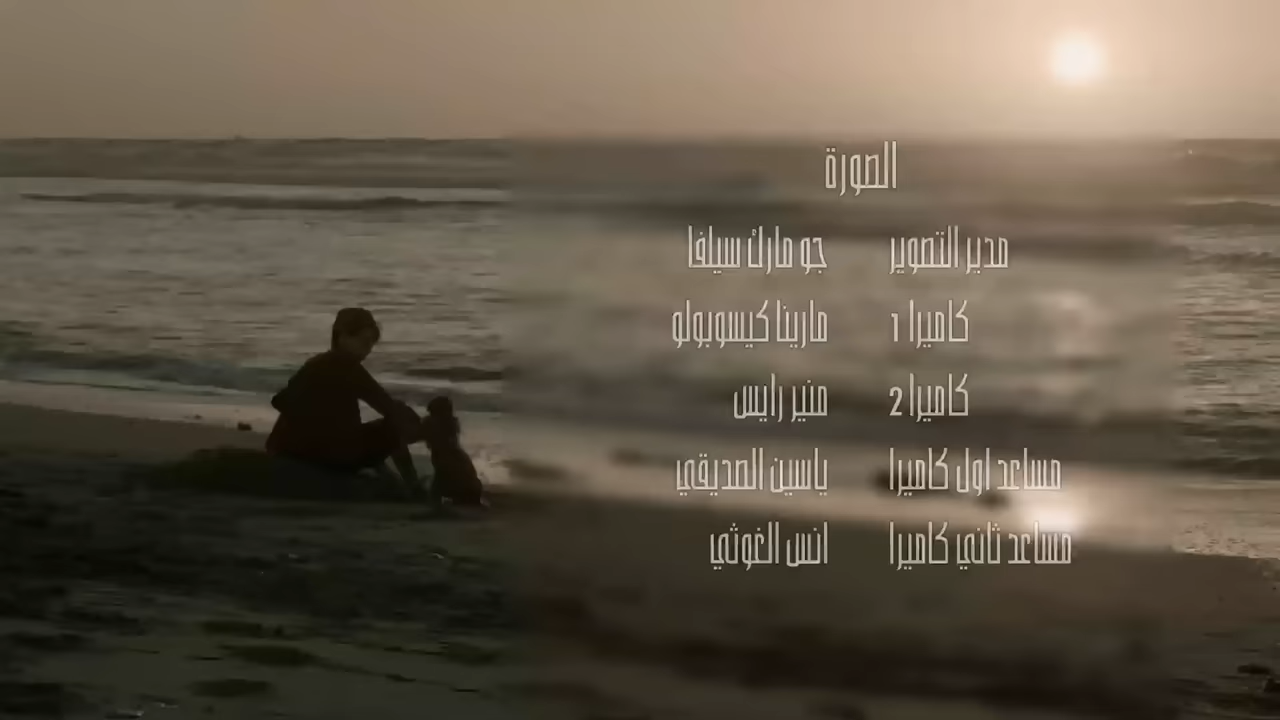 الصورة
مدير التصوير جو مارك سيلفا
كاميرا 1 مارينا كيسوبولو
كاميرا 2 منير رايس
مساعد اول كاميرا ياسين الصديقي
مساعد ثاني كاميرا انس الغوثي